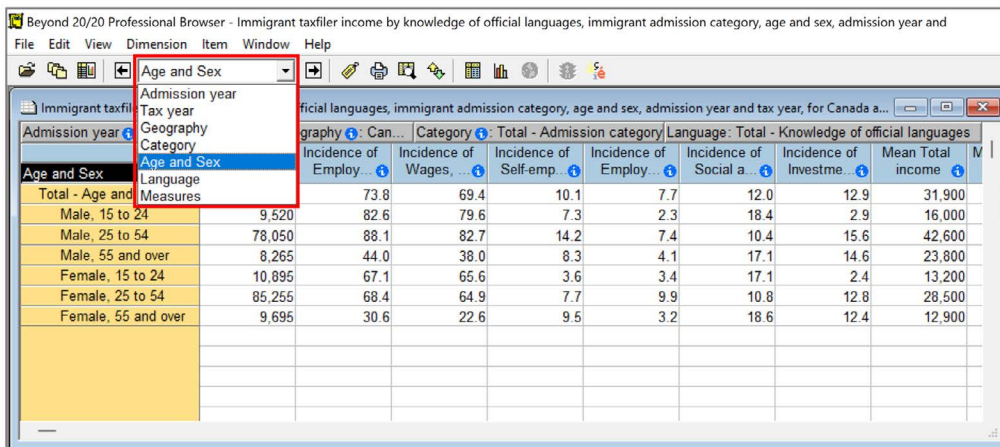 Beyond 20/20 Professional Browser - Immigrant taxfiler income by knowledge of official languages, immigrant admission category, age and sex, admission year and
File Edit View Dimension Item Window Help
Age and Sex
Admission year
Tax year
Geography
Category
Age and Sex
Language
Measures
Immigrant taxfil ficial languages, immigrant admission category, age and sex, admission year and tax year, for Canada a...
Admission year graphy : Can... Category : Total - Admission category Language: Total - Knowledge of official languages
Age and Sex Incidence of Employ... Incidence of Wages, ... Incidence of Self-emp... Incidence of Employ... Incidence of Social a... Incidence of Investme... Mean Total income M
Total - Age and 73.8 69.4 10.1 7.7 12.0 12.9 31,900
Male, 15 to 24 9,520 82.6 79.6 7.3 2.3 18.4 2.9 16,000
Male, 25 to 54 78,050 88.1 82.7 14.2 7.4 10.4 15.6 42,600
Male, 55 and over 8,265 44.0 38.0 8.3 4.1 17.1 14.6 23,800
Female, 15 to 24 10,895 67.1 65.6 3.6 3.4 17.1 2.4 13,200
Female, 25 to 54 85,255 68.4 64.9 7.7 9.9 10.8 12.8 28,500
Female, 55 and over 9,695 30.6 22.6 9.5 3.2 18.6 12.4 12,900